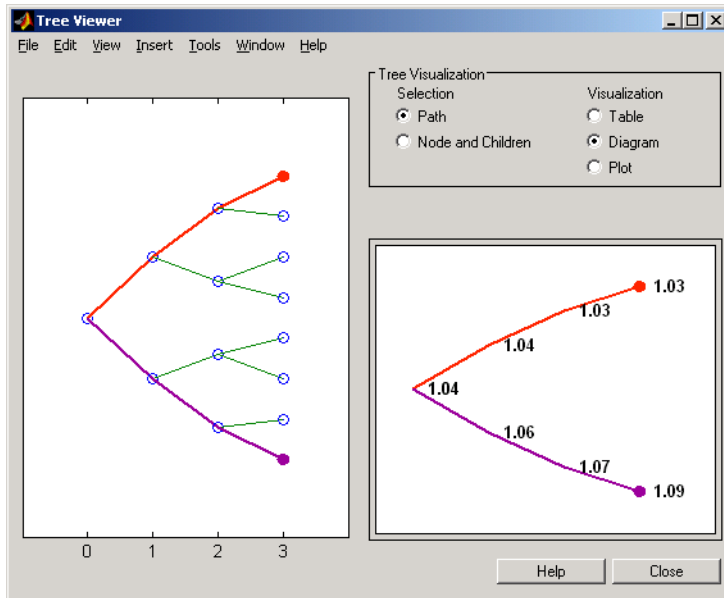 Tree Viewer
File Edit View Insert Tools Window Help
Tree Visualization
Selection Visualization
Path Table
Node and Children Diagram
Plot
1.03
1.03
1.04
1.04
1.06
1.07
1.09
0 1 2 3
Help Close